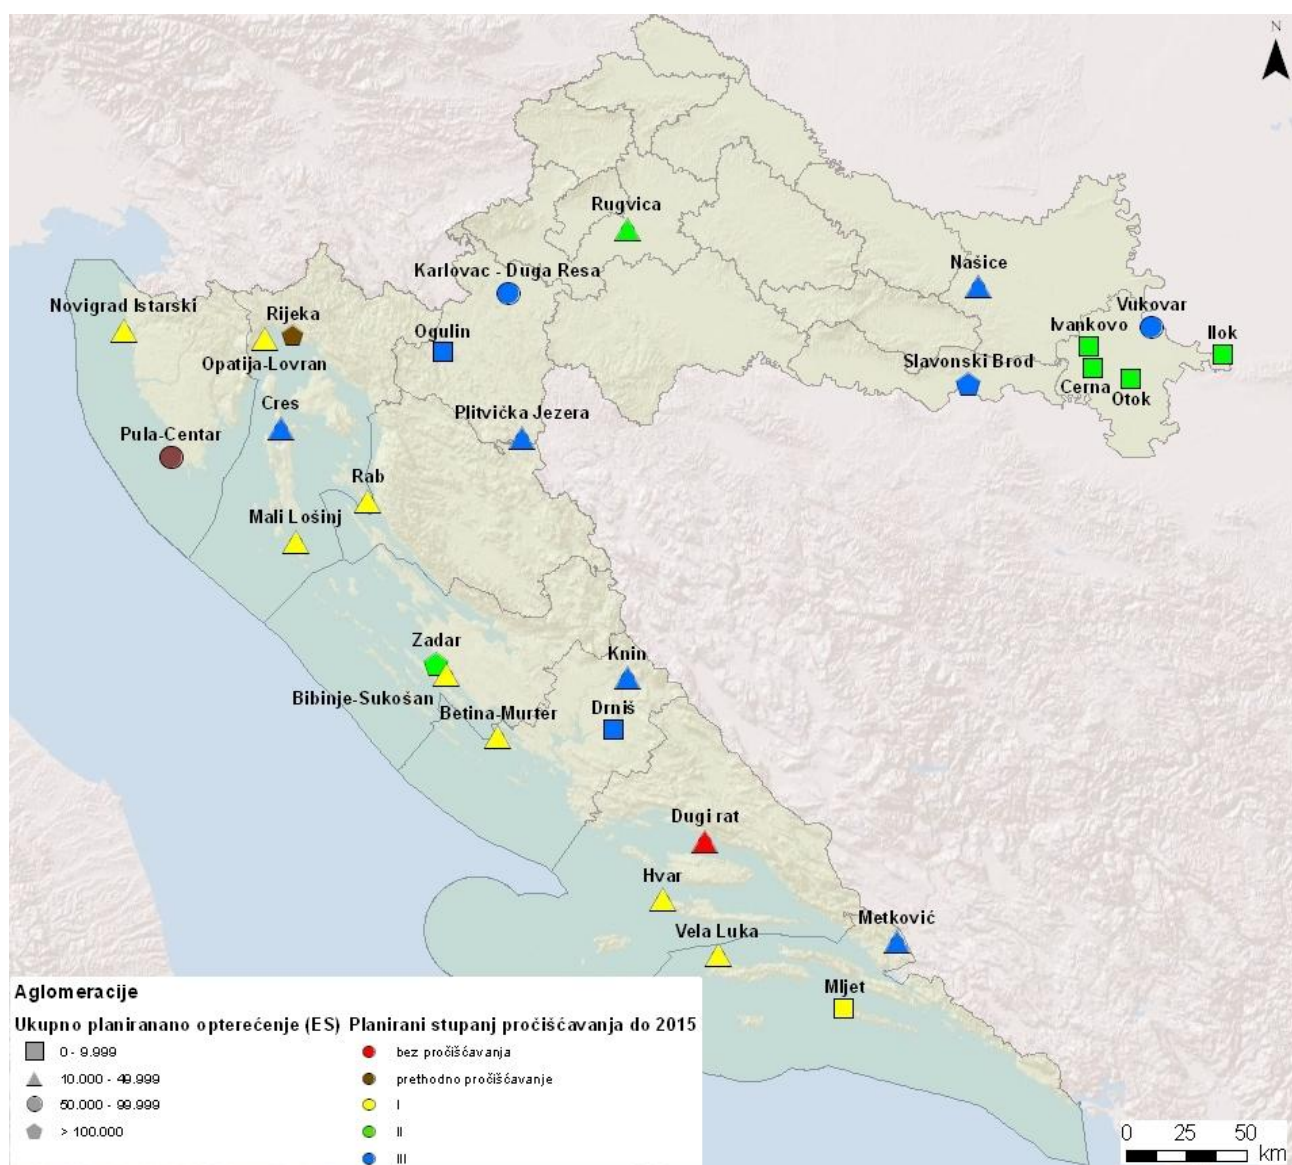 N
Rugvica
Karlovac - Duga Resa
Našice
Novigrad Istarski
Rijeka
Vukovar
Ivankovo
Ilok
Ogulin
Opatija-Lovran
Slavonski Brod
Cerna
Otok
Cres
Plitvička Jezera
Pula-Centar
Rab
Mali Lošinj
Zadar
Knin
Bibinje-Sukošan
Drniš
Betina-Murter
Dugi rat
Hvar
Metković
Vela Luka
Mljet
Aglomeracije
Ukupno planiranano opterećenje (ES) Planirani stupanj pročišćavanja do 2015
0 - 9.999 bez pročišćavanja
10.000 - 49.999 prethodno pročišćavanje
50.000 - 99.999 I
> 100.000 II
III
0 25 50
km